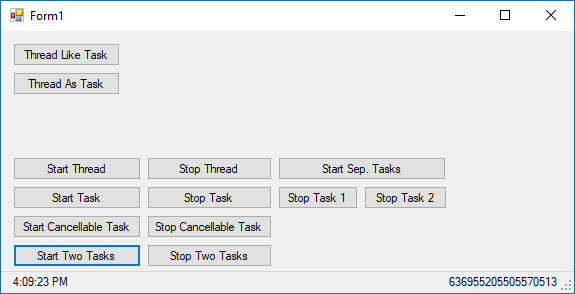 Form1
Thread Like Task
Thread As Task
Start Thread Stop Thread Start Sep. Tasks
Start Task Stop Task Stop Task 1 Stop Task 2
Start Cancellable Task Stop Cancellable Task
Start Two Tasks Stop Two Tasks
4:09:23 PM 636955205505570513